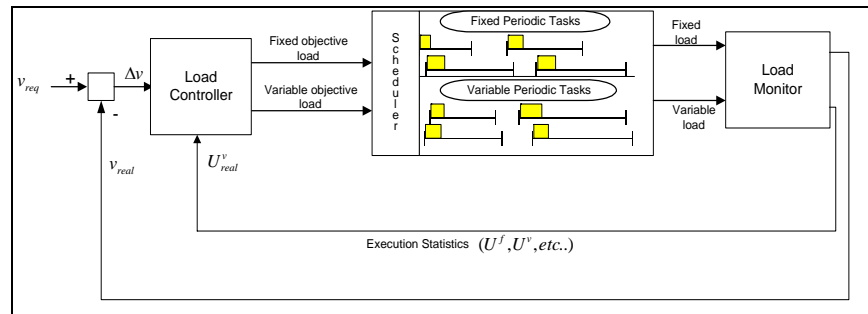 Fixed Periodic Tasks
Variable Periodic Tasks
Scheduler
Fixed objective
load
Variable objective
load
Fixed
load
Variable
load
Load
Controller
Load
Monitor
v_req
+
-
Δv
v_real
U^v_real
Execution Statistics (U^f,U^v,etc..)